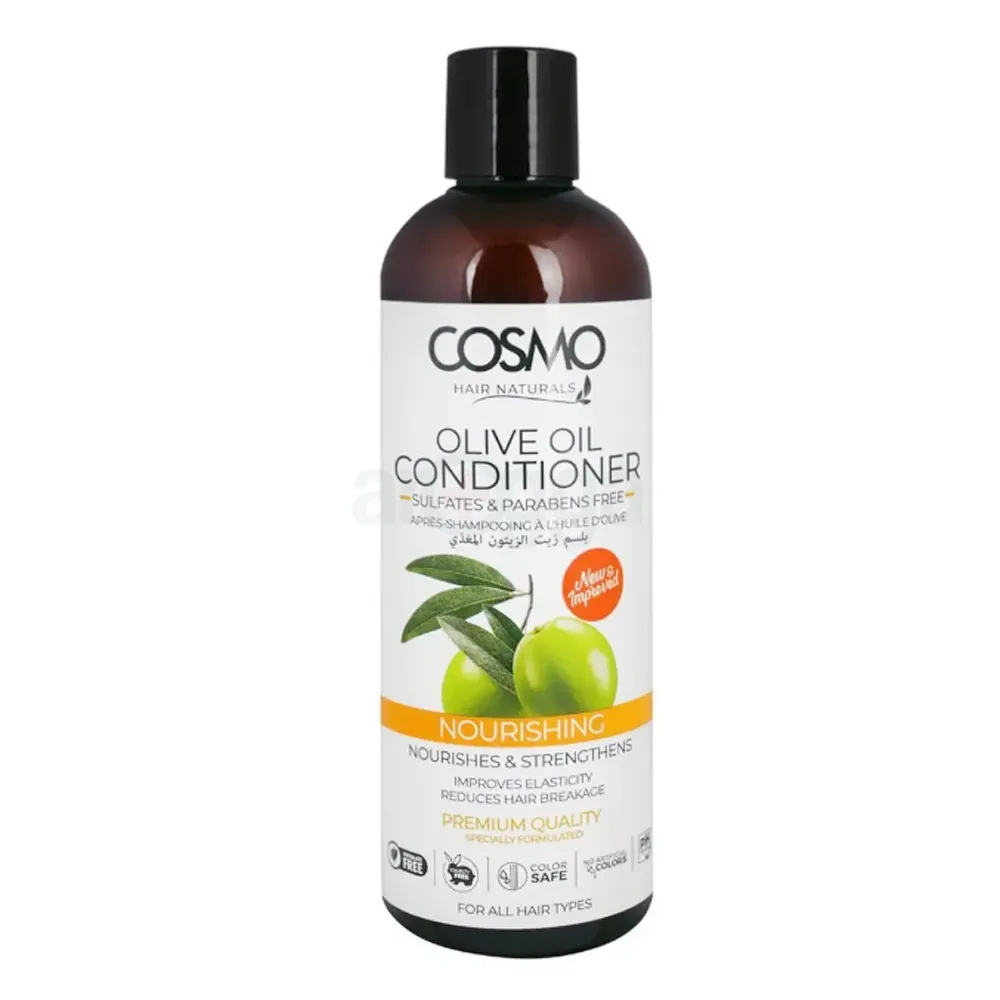 COSMO
HAIR NATURALS
OLIVE OIL
CONDITIONER
SULFATES & PARABENS FREE
APRÈS-SHAMPOOING À L'HUILE D'OLIVE
بلسم زيت الزيتون المغذي
New &
Improved
NOURISHING
NOURISHES & STRENGTHENS
IMPROVES ELASTICITY
REDUCES HAIR BREAKAGE
PREMIUM QUALITY
SPECIALLY FORMULATED
FREE
CRUELTY
FREE
COLOR
SAFE
NO ARTIFICIAL
COLORS
FOR ALL HAIR TYPES